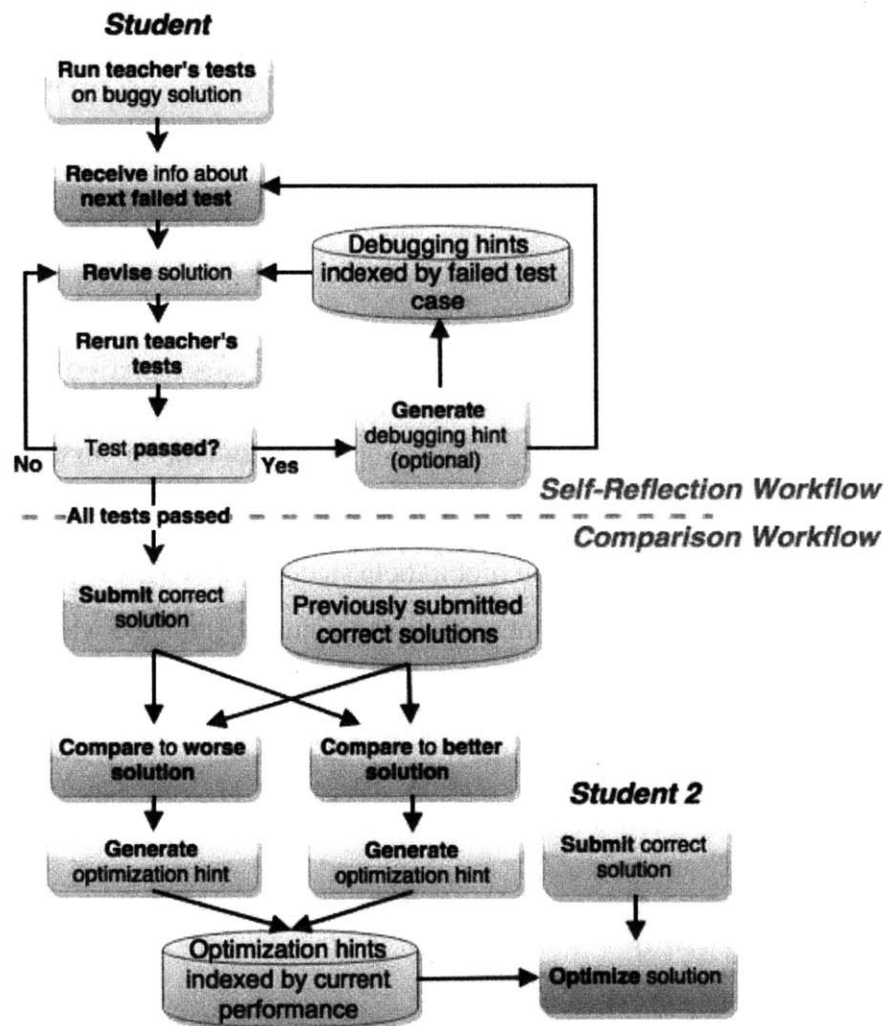 Student
Run teacher's tests
on buggy solution
Receive info about
next failed test
Debugging hints
indexed by failed test
case
Revise solution
Rerun teacher's
tests
Generate
debugging hint
(optional)
Test passed?
No
Yes
Self-Reflection Workflow
All tests passed
Comparison Workflow
Submit correct
solution
Previously submitted
correct solutions
Compare to worse
solution
Compare to better
solution
Student 2
Generate
optimization hint
Generate
optimization hint
Submit correct
solution
Optimization hints
indexed by current
performance
Optimize solution